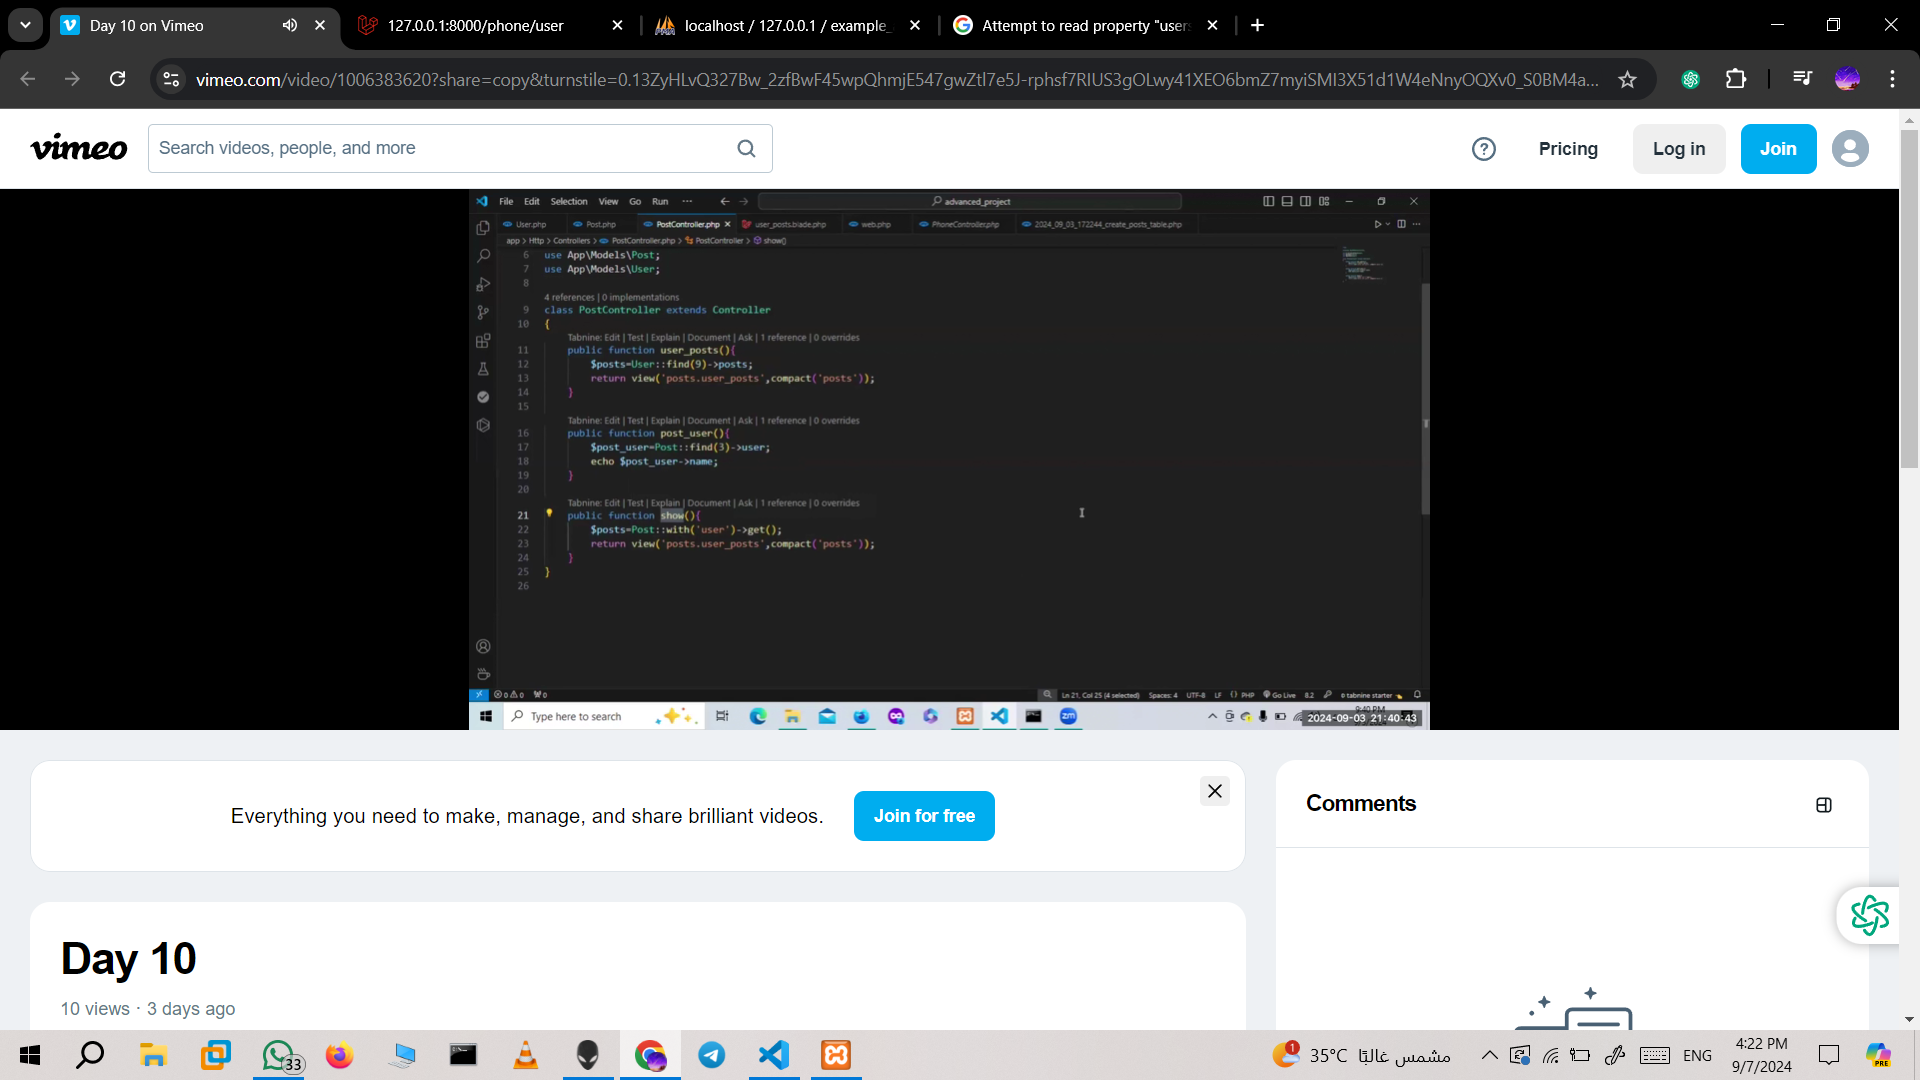 Day 10 on Vimeo
127.0.0.1:8000/phone/user
localhost / 127.0.0.1 / example_
Attempt to read property "users
vimeo.com/video/1006383620?share=copy&turnstile=0.13ZyHLvQ327Bw_2zfBwF45wpQhmjE547gwZtl7e5J-rphsf7RIUS3gOLwy41XEO6bmZ7myiSMI3X51d1W4eNnyOQXv0_S0BM4a...
vimeo
Search videos, people, and more
Pricing
Log in
Join
File Edit Selection View Go Run ···
advanced_project
User.php
Post.php
PostController.php
user_posts.blade.php
web.php
PhoneController.php
2024_09_03_172244_create_posts_table.php
app > Http > Controllers > PostController.php > PostController > show()
6 use App\Models\Post;
7 use App\Models\User;
8
4 references | 0 implementations
9 class PostController extends Controller
10 {
Tabnine: Edit | Test | Explain | Document | Ask | 1 reference | 0 overrides
11 public function user_posts(){
12 $posts=User::find(9)->posts;
13 return view('posts.user_posts',compact('posts'));
14 }
15
Tabnine: Edit | Test | Explain | Document | Ask | 1 reference | 0 overrides
16 public function post_user(){
17 $post_user=Post::find(3)->user;
18 echo $post_user->name;
19 }
20
Tabnine: Edit | Test | Explain | Document | Ask | 1 reference | 0 overrides
21 public function show(){
22 $posts=Post::with('user')->get();
23 return view('posts.user_posts',compact('posts'));
24 }
25 }
26
0 0 0
Ln 21, Col 25 (4 selected) Spaces: 4 UTF-8 LF {} PHP Go Live 8.2 tabnine starter
Type here to search
zm
9:40 PM
2024-09-03 21:40:43
Everything you need to make, manage, and share brilliant videos.
Join for free
Comments
Day 10
10 views · 3 days ago
33
1
35°C مشمس غالبًا
ENG
4:22 PM
9/7/2024
PRE